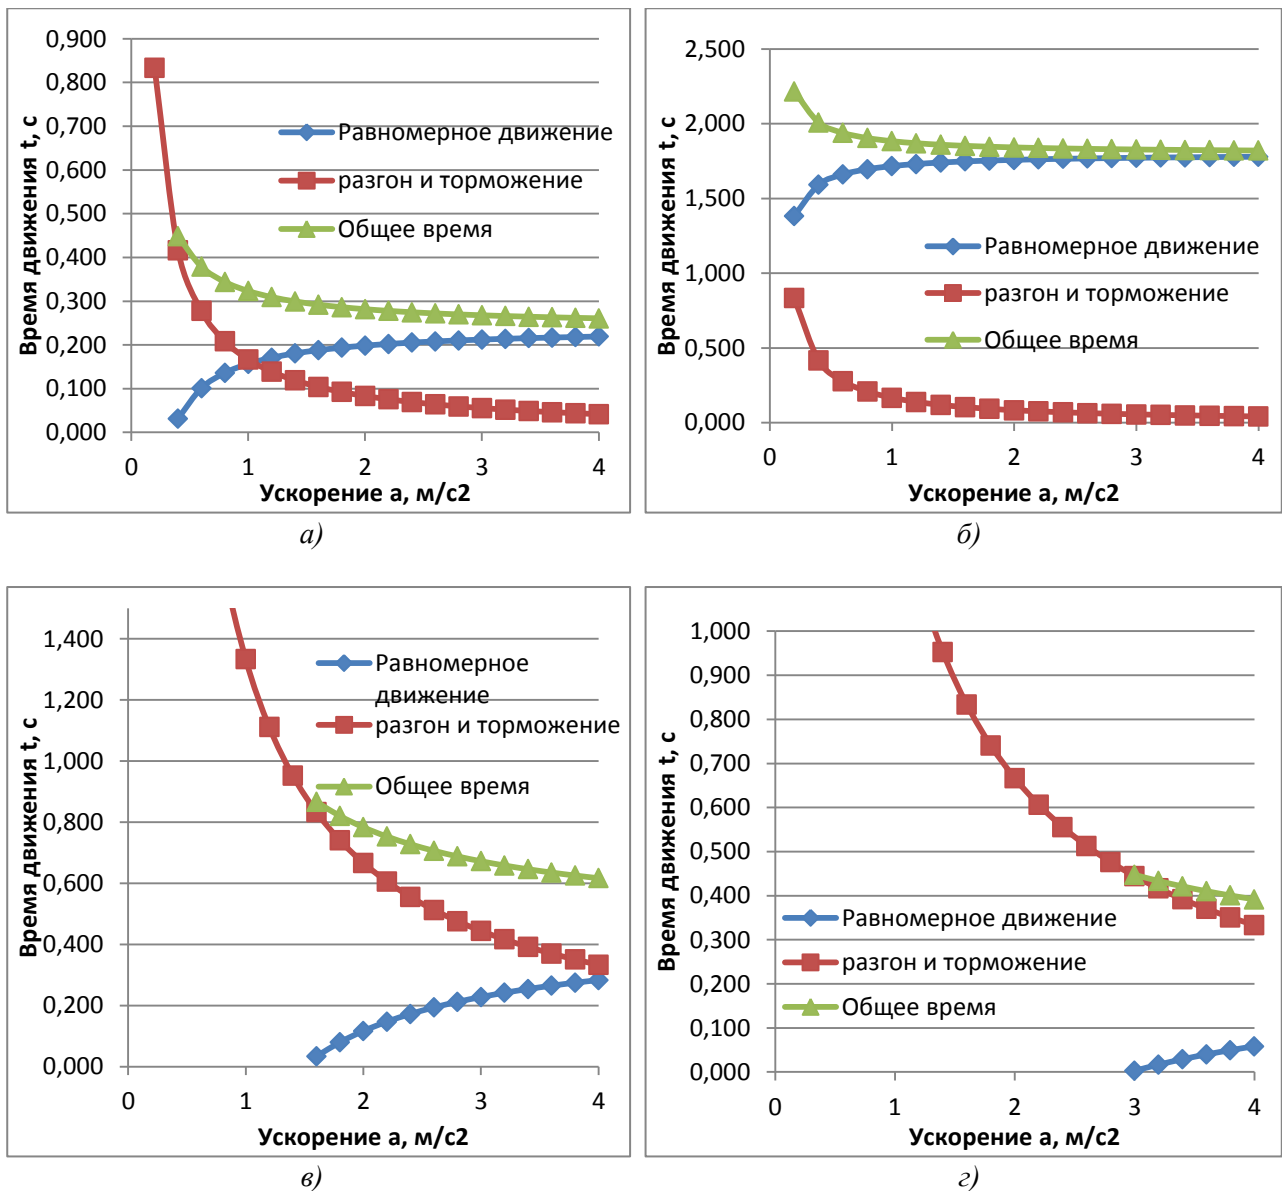 0,900
0,800
0,700
0,600
0,500
0,400
0,300
0,200
0,100
0,000
0 1 2 3 4
Время движения t, с
Ускорение а, м/с2
Равномерное движение
разгон и торможение
Общее время
а)
2,500
2,000
1,500
1,000
0,500
0,000
0 1 2 3 4
Время движения t, с
Ускорение а, м/с2
Равномерное движение
разгон и торможение
Общее время
б)
1,400
1,200
1,000
0,800
0,600
0,400
0,200
0,000
0 1 2 3 4
Время движения t, с
Ускорение а, м/с2
Равномерное
движение
разгон и торможение
Общее время
в)
1,000
0,900
0,800
0,700
0,600
0,500
0,400
0,300
0,200
0,100
0,000
0 1 2 3 4
Время движения t, с
Ускорение а, м/с2
Равномерное движение
разгон и торможение
Общее время
г)